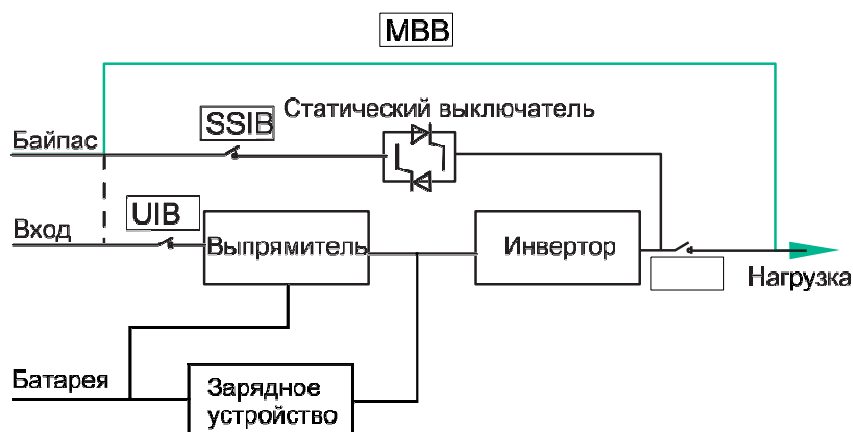 MBB
SSIB
Статический выключатель
Байпас
UIB
Вход
Выпрямитель
Инвертор
Нагрузка
Батарея
Зарядное
устройство